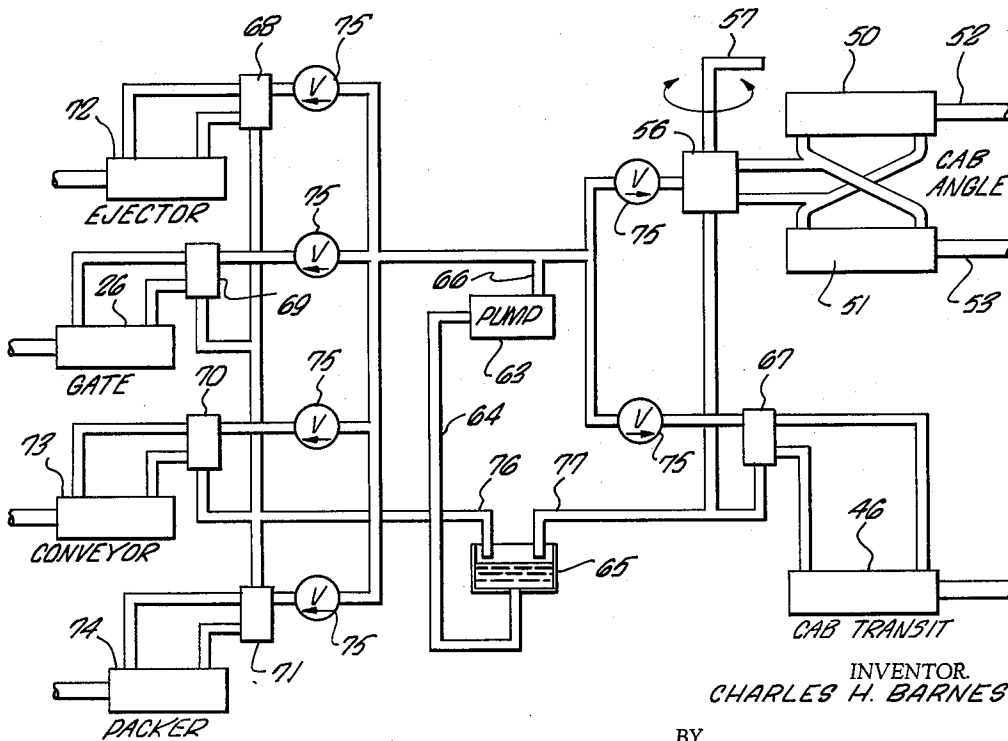 68
75
57
50
52
72
V
56
CAB
ANGLE
EJECTOR
75
V
V
75
26
69
66
PUMP
63
51
53
GATE
70
75
64
67
73
V
V
75
76
77
46
CONVEYOR
65
74
V
75
71
CAB TRANSIT
PACKER
INVENTOR.
CHARLES H. BARNES
BY